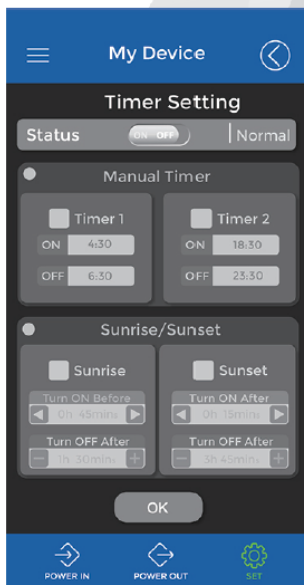 My Device
Timer Setting
Status ON OFF Normal
Manual Timer
Timer 1 Timer 2
ON 4:30 ON 18:30
OFF 6:30 OFF 23:30
Sunrise/Sunset
Sunrise Sunset
Turn ON Before Turn ON After
0h 45mins 0h 15mins
Turn OFF After Turn OFF After
1h 30mins 3h 45mins
OK
POWER IN POWER OUT SET